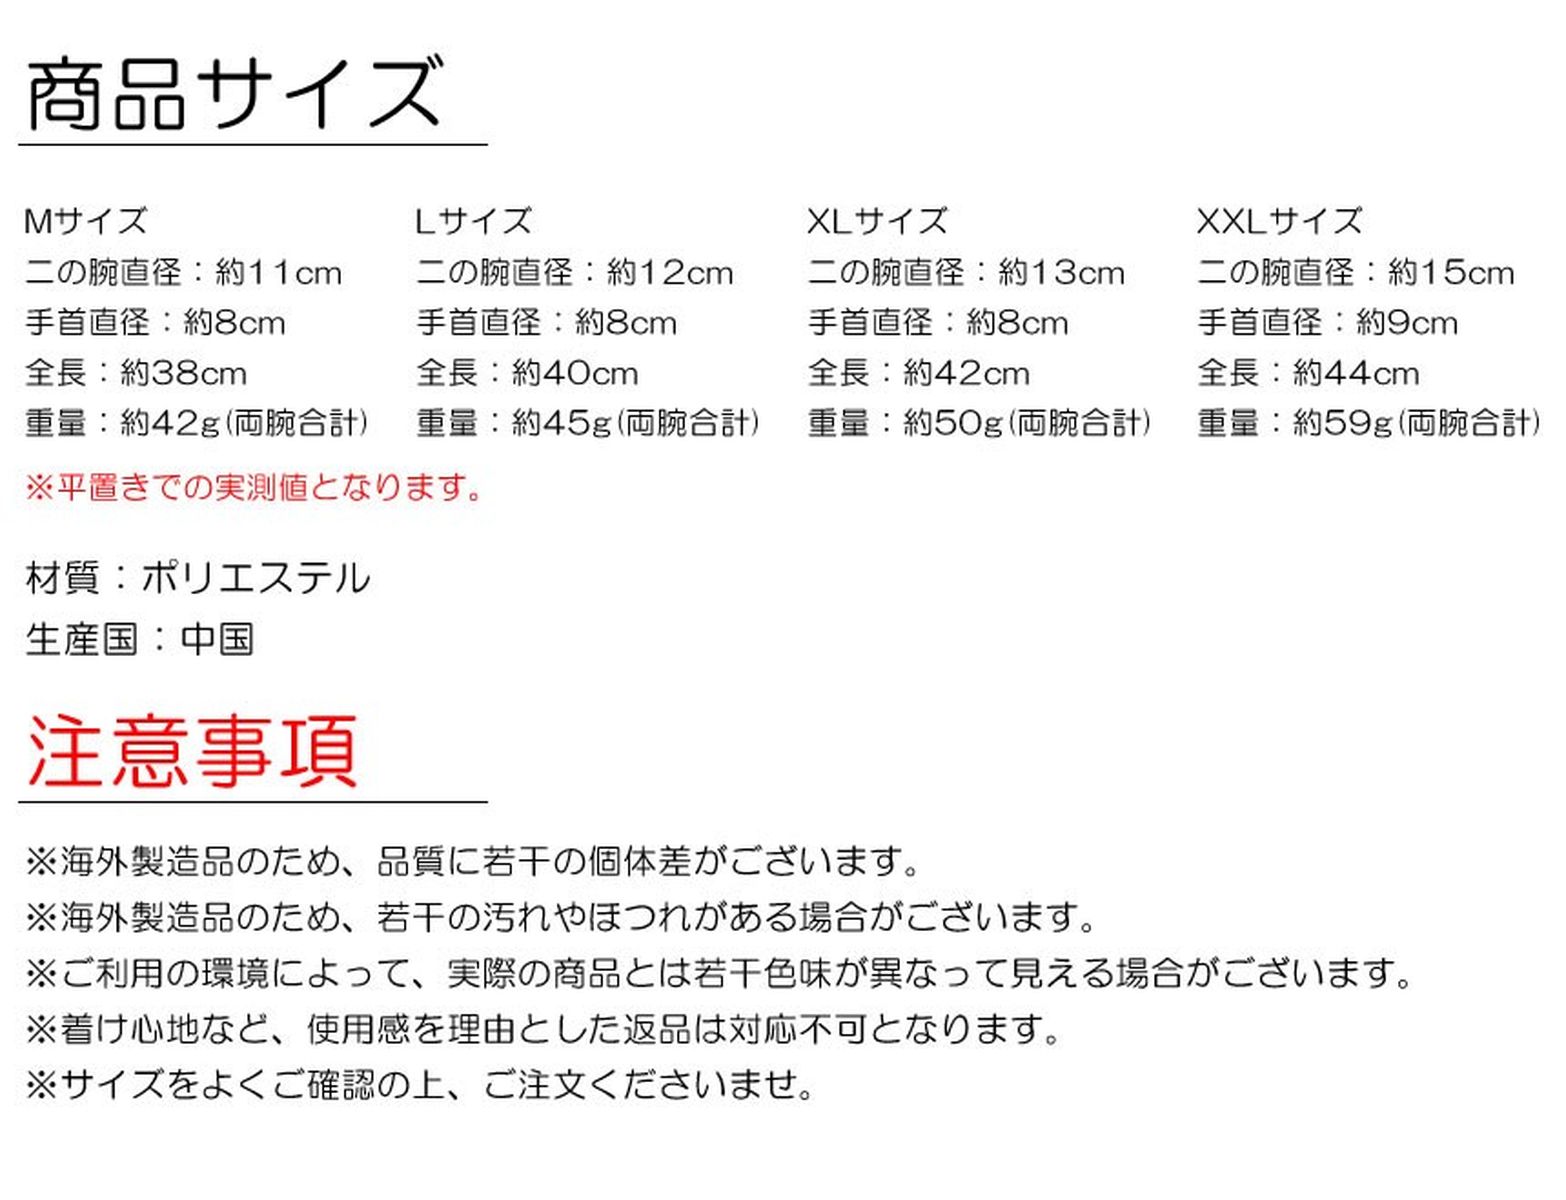 商品サイズ
Mサイズ
二の腕直径：約11cm
手首直径：約8cm
全長：約38cm
重量：約42g(両腕合計)
Lサイズ
二の腕直径：約12cm
手首直径：約8cm
全長：約40cm
重量：約45g(両腕合計)
XLサイズ
二の腕直径：約13cm
手首直径：約8cm
全長：約42cm
重量：約50g(両腕合計)
XXLサイズ
二の腕直径：約15cm
手首直径：約9cm
全長：約44cm
重量：約59g(両腕合計)
※平置きでの実測値となります。
材質：ポリエステル
生産国：中国
注意事項
※海外製造品のため、品質に若干の個体差がございます。
※海外製造品のため、若干の汚れやほつれがある場合がございます。
※ご利用の環境によって、実際の商品とは若干色味が異なって見える場合がございます。
※着け心地など、使用感を理由とした返品は対応不可となります。
※サイズをよくご確認の上、ご注文くださいませ。